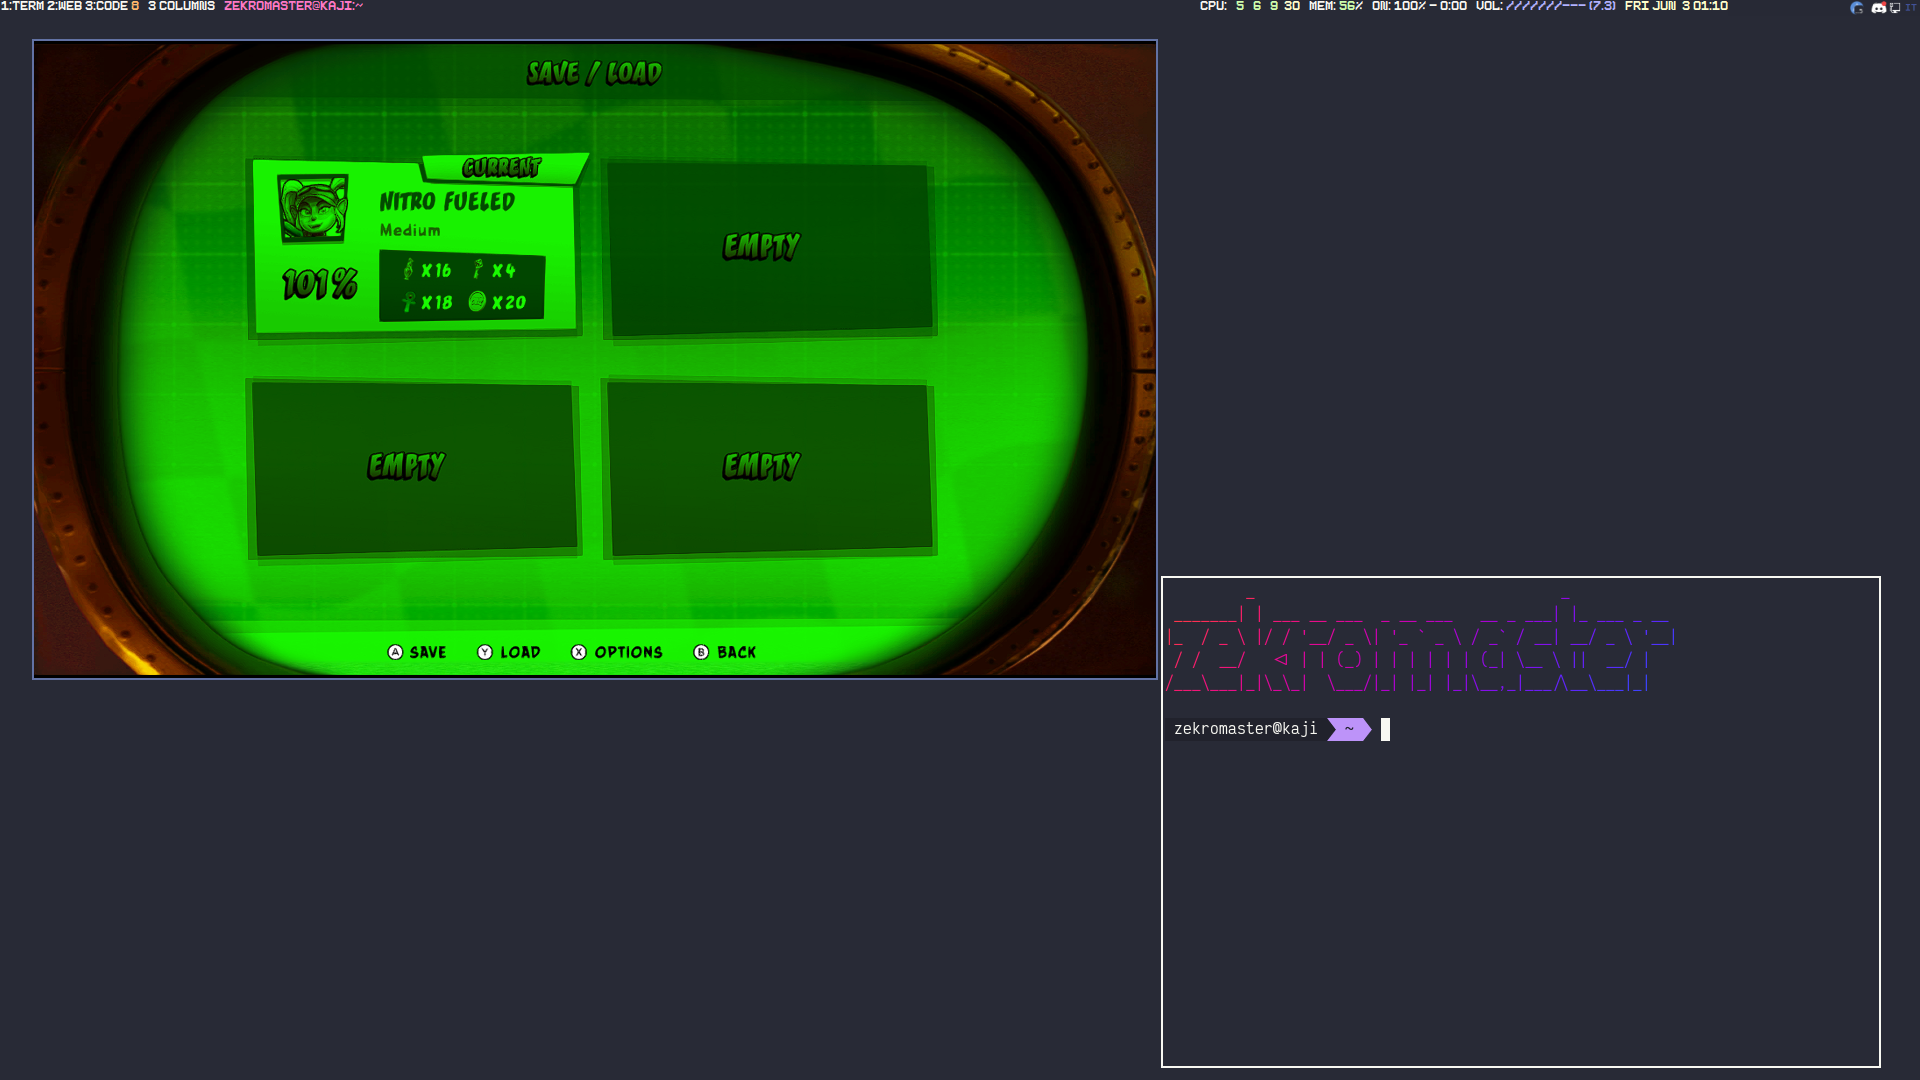 1:TERM 2:WEB 3:CODE 8 3 COLUMNS ZEKROMASTER@KAJI:~
CPU: 5 6 9 30 MEM: 56% ON: 100% - 0:00 VOL: ///////--- (7.3) FRI JUN 3 01:10 IT
SAVE / LOAD
CURRENT
NITRO FUELED
Medium
101%
X16 X4
X18 X20
EMPTY
EMPTY
EMPTY
A SAVE Y LOAD X OPTIONS B BACK
zekromaster
zekromaster@kaji ~